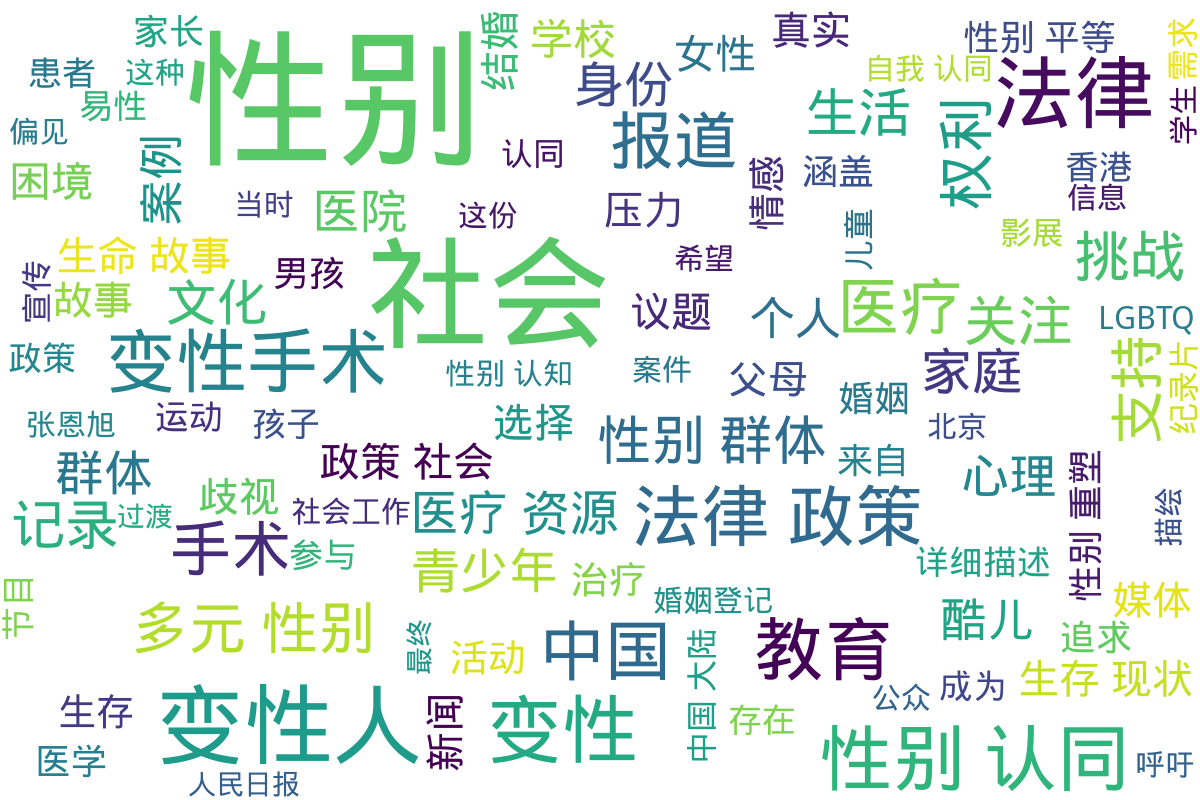 性别
社会
家长
结婚
学校
女性
真实
性别 平等
需求
患者
这种
身份
自我 认同
法律
易性
生活
学生
偏见
案例
认同
报道
权利
困境
情感
涵盖
香港
当时
医院
这份
压力
信息
儿童
影展
生命 故事
宣传
男孩
希望
挑战
故事
文化
议题
个人
医疗
关注
LGBTQ
政策
变性手术
性别 认知
案件
父母
家庭
支持
纪录片
张恩旭
运动
孩子
选择
婚姻
北京
性别 群体
群体
政策 社会
来自
心理
性别 重塑
歧视
记录
过渡
社会工作
医疗 资源
法律 政策
描绘
手术
参与
青少年
治疗
详细描述
节目
婚姻登记
媒体
多元 性别
最终
活动
中国
中国 大陆
教育
酷儿
追求
生存
变性人
新闻
变性
存在
公众
成为
生存 现状
医学
人民日报
性别 认同
呼吁